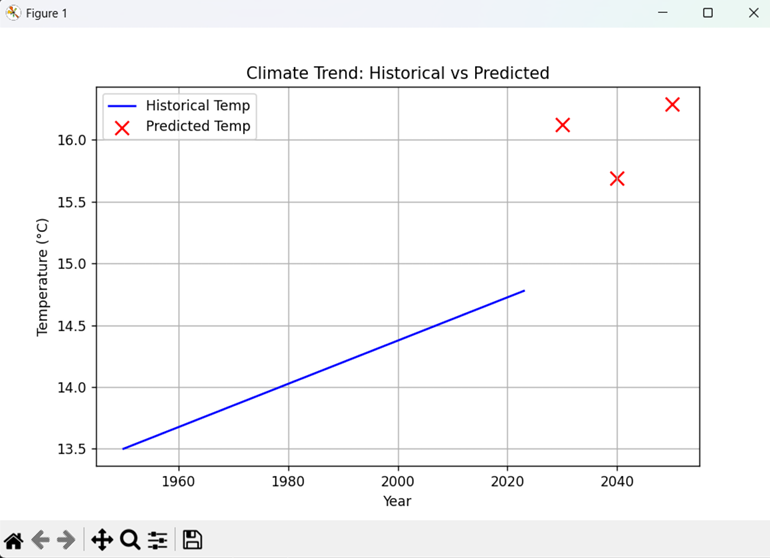 Figure 1
Climate Trend: Historical vs Predicted
Historical Temp
Predicted Temp
16.0
15.5
15.0
14.5
14.0
13.5
Temperature (°C)
1960 1980 2000 2020 2040
Year